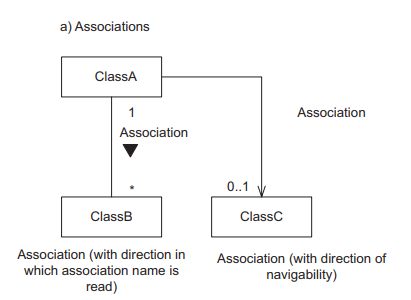 a) Associations
ClassA
1
Association
Association
*
0..1
ClassB
ClassC
Association (with direction in
which association name is
read)
Association (with direction of
navigability)